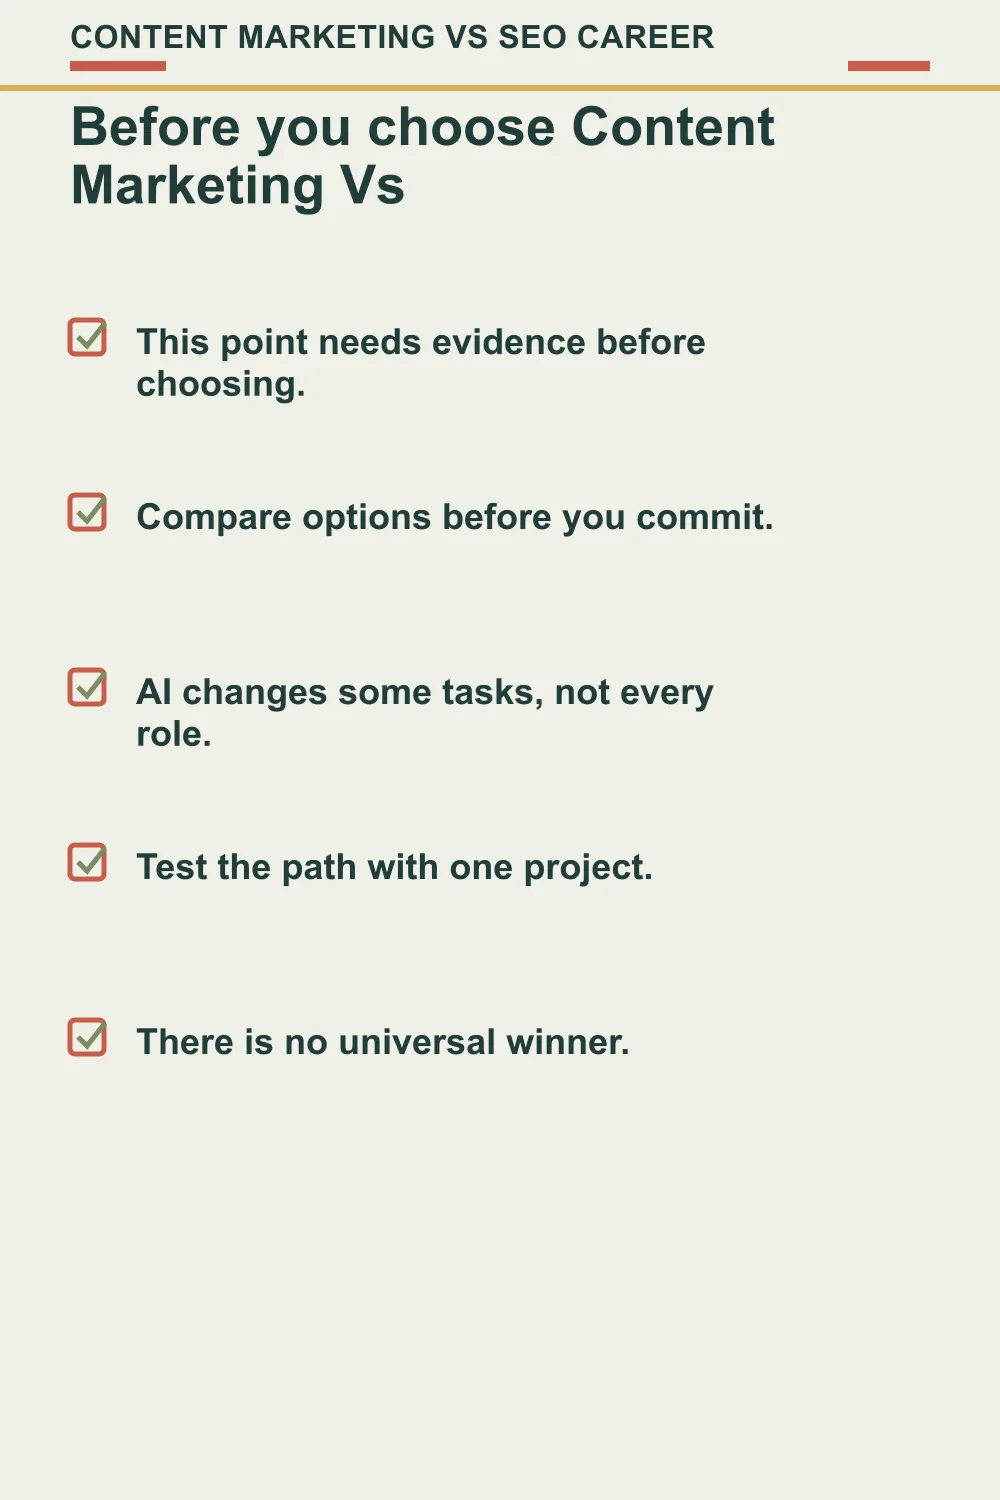 CONTENT MARKETING VS SEO CAREER
Before you choose Content
Marketing Vs
This point needs evidence before
choosing.
Compare options before you commit.
AI changes some tasks, not every
role.
Test the path with one project.
There is no universal winner.